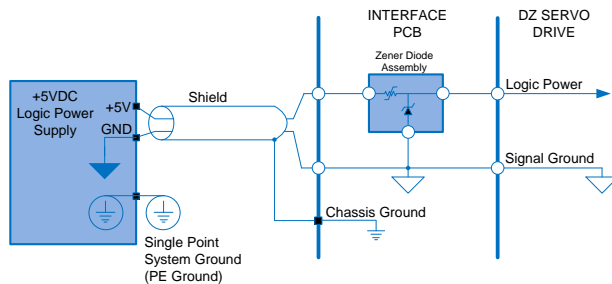 INTERFACE
PCB
DZ SERVO
DRIVE
Zener Diode
Assembly
+5VDC
Logic Power
Supply
+5V
GND
Shield
Logic Power
Signal Ground
Chassis Ground
Single Point
System Ground
(PE Ground)